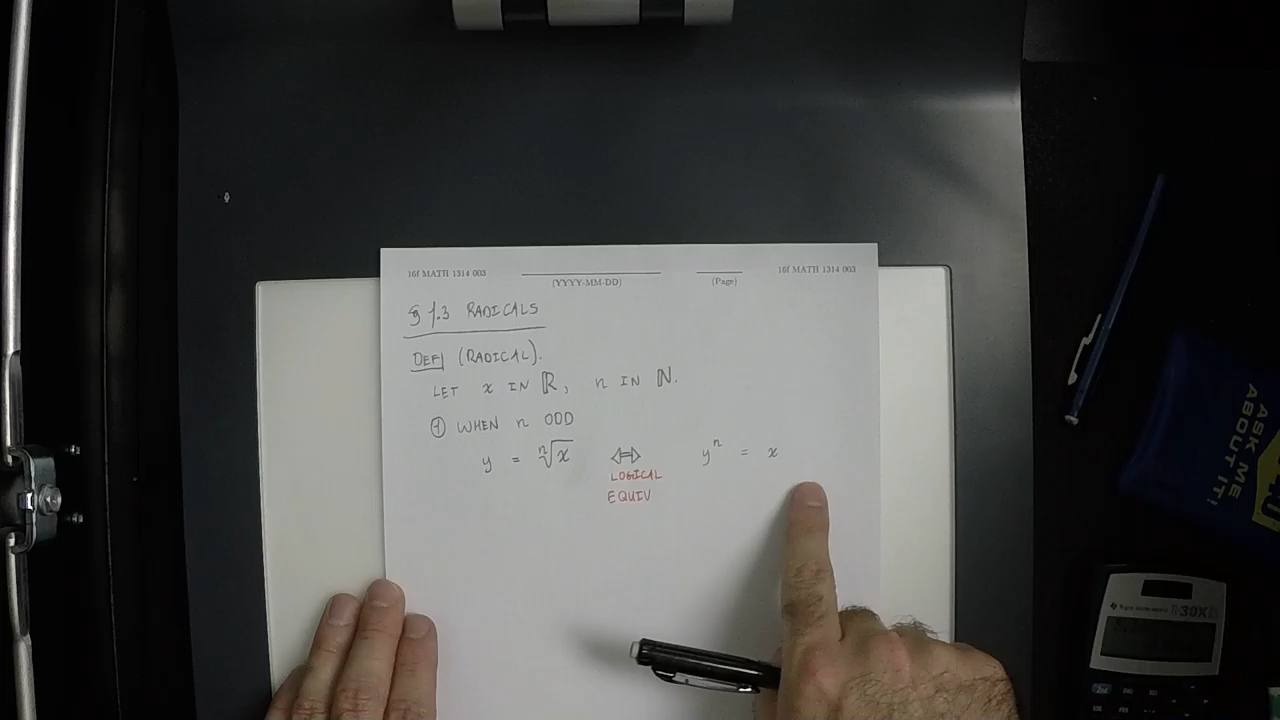 16f MATH 1314 003
(YYYY-MM-DD)
(Page)
16f MATH 1314 003
§ 1.3 RADICALS
DEF (RADICAL).
LET x IN ℝ, n IN ℕ.
① WHEN n ODD
y = ⁿ√x ⇔ yⁿ = x
LOGICAL
EQUIV
ASK ME
ABOUT IT!